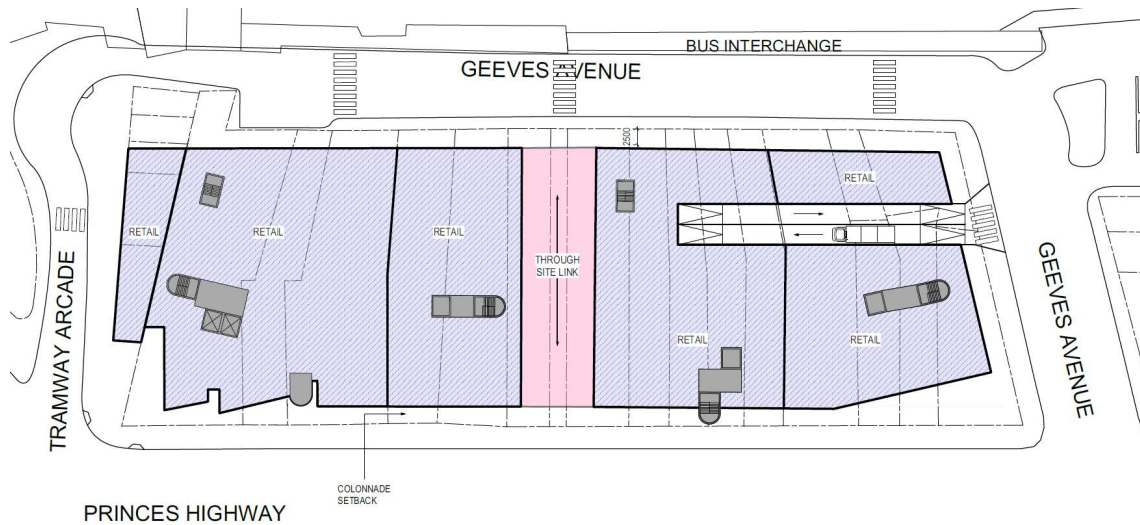 BUS INTERCHANGE
GEEVES AVENUE
2500
RETAIL
RETAIL
RETAIL
RETAIL
THROUGH
SITE LINK
RETAIL
RETAIL
TRAMWAY ARCADE
GEEVES AVENUE
COLONNADE
SETBACK
PRINCES HIGHWAY